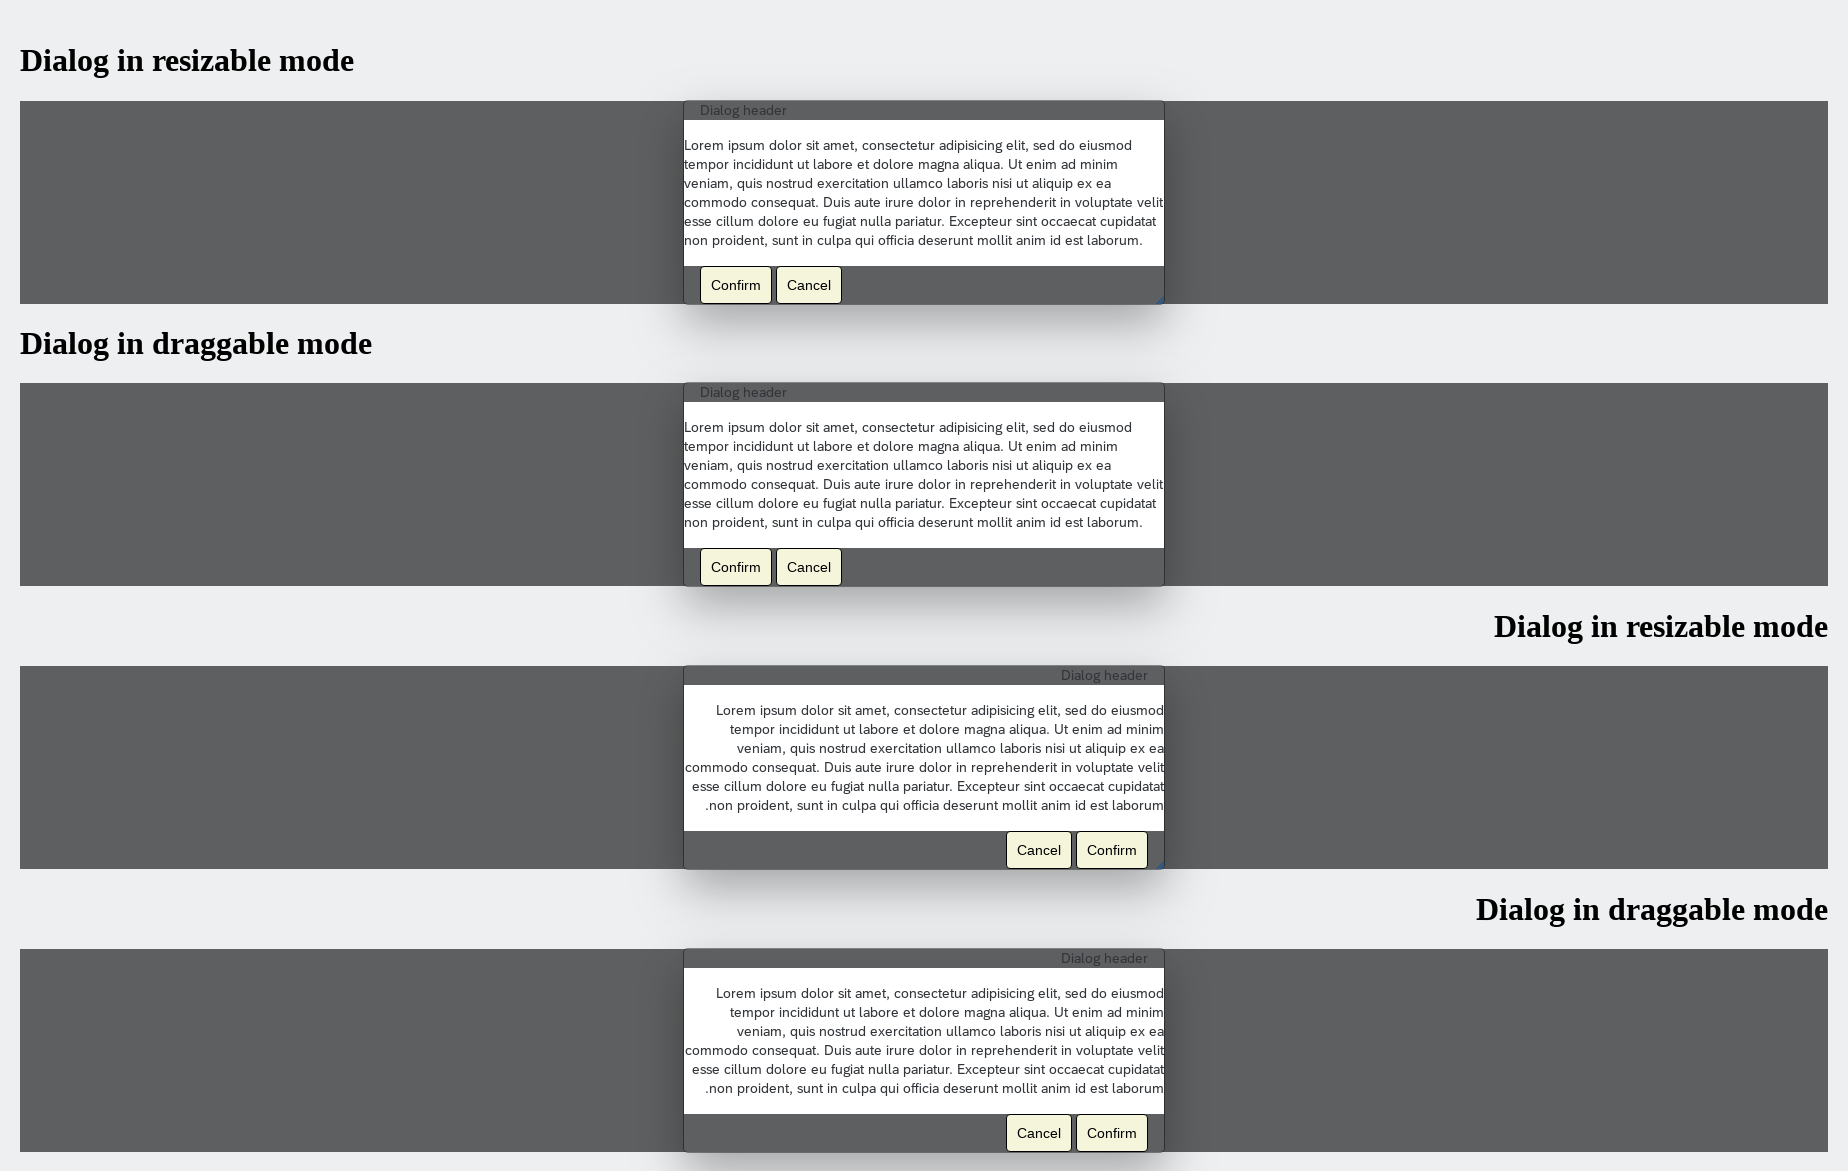 Dialog in resizable mode
Dialog header
Lorem ipsum dolor sit amet, consectetur adipisicing elit, sed do eiusmod
tempor incididunt ut labore et dolore magna aliqua. Ut enim ad minim
veniam, quis nostrud exercitation ullamco laboris nisi ut aliquip ex ea
commodo consequat. Duis aute irure dolor in reprehenderit in voluptate velit
esse cillum dolore eu fugiat nulla pariatur. Excepteur sint occaecat cupidatat
non proident, sunt in culpa qui officia deserunt mollit anim id est laborum.
Confirm Cancel
Dialog in draggable mode
Dialog header
Lorem ipsum dolor sit amet, consectetur adipisicing elit, sed do eiusmod
tempor incididunt ut labore et dolore magna aliqua. Ut enim ad minim
veniam, quis nostrud exercitation ullamco laboris nisi ut aliquip ex ea
commodo consequat. Duis aute irure dolor in reprehenderit in voluptate velit
esse cillum dolore eu fugiat nulla pariatur. Excepteur sint occaecat cupidatat
non proident, sunt in culpa qui officia deserunt mollit anim id est laborum.
Confirm Cancel
Dialog in resizable mode
Dialog header
Lorem ipsum dolor sit amet, consectetur adipisicing elit, sed do eiusmod
tempor incididunt ut labore et dolore magna aliqua. Ut enim ad minim
veniam, quis nostrud exercitation ullamco laboris nisi ut aliquip ex ea
commodo consequat. Duis aute irure dolor in reprehenderit in voluptate velit
esse cillum dolore eu fugiat nulla pariatur. Excepteur sint occaecat cupidatat
.non proident, sunt in culpa qui officia deserunt mollit anim id est laborum
Cancel Confirm
Dialog in draggable mode
Dialog header
Lorem ipsum dolor sit amet, consectetur adipisicing elit, sed do eiusmod
tempor incididunt ut labore et dolore magna aliqua. Ut enim ad minim
veniam, quis nostrud exercitation ullamco laboris nisi ut aliquip ex ea
commodo consequat. Duis aute irure dolor in reprehenderit in voluptate velit
esse cillum dolore eu fugiat nulla pariatur. Excepteur sint occaecat cupidatat
.non proident, sunt in culpa qui officia deserunt mollit anim id est laborum
Cancel Confirm